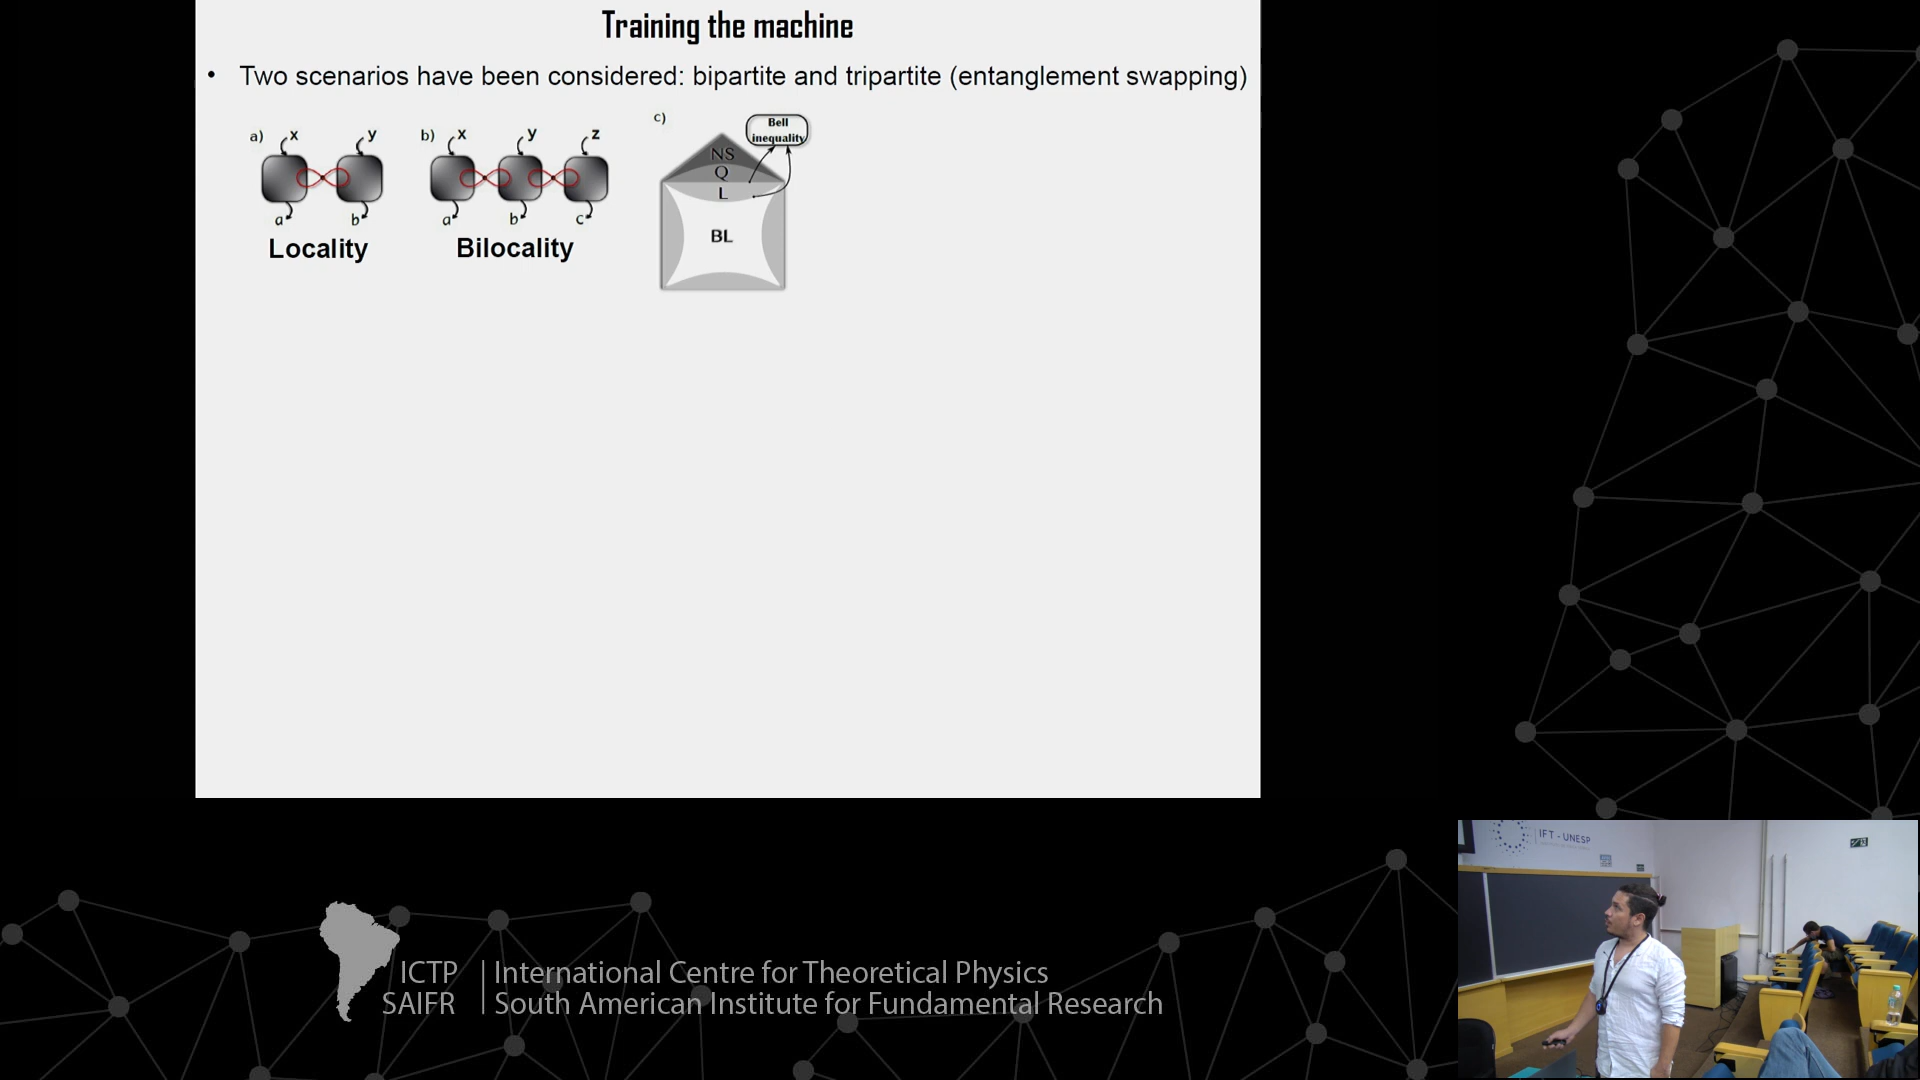 Training the machine
• Two scenarios have been considered: bipartite and tripartite (entanglement swapping)
a) x y
a b
Locality
b) x y z
a b c
Bilocality
c)
Bell
inequality
NS
Q
L
BL
ICTP | International Centre for Theoretical Physics
SAIFR | South American Institute for Fundamental Research
IFT - UNESP